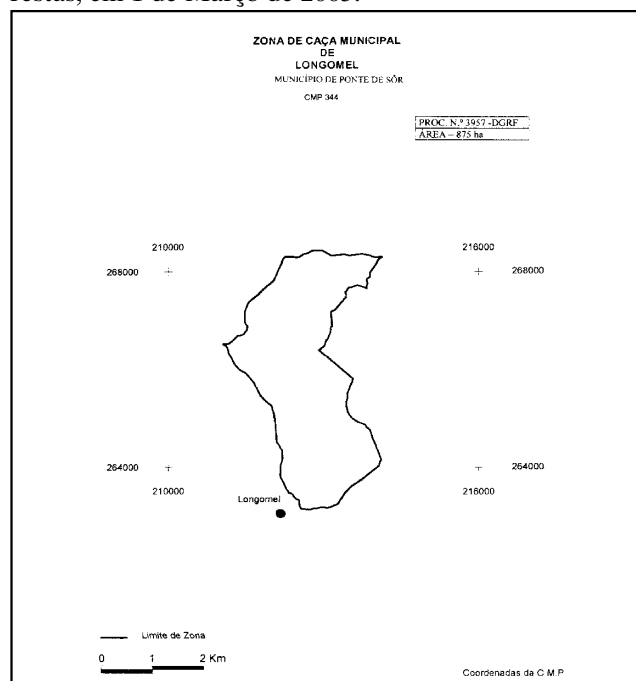 restas, em 1 de Março de 2005.
ZONA DE CAÇA MUNICIPAL
DE
LONGOMEL
MUNICÍPIO DE PONTE DE SÔR
CMP 344
PROC. N.º 3957 -DGRF
ÁREA – 875 ha
210000
216000
268000
268000
264000
264000
210000
216000
Longomel
Limite de Zona
0 1 2 Km
Coordenadas da C.M.P